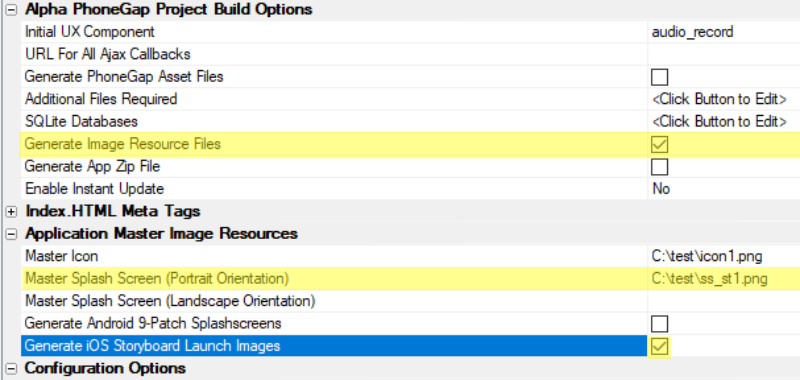 Alpha PhoneGap Project Build Options
Initial UX Component audio_record
URL For All Ajax Callbacks
Generate PhoneGap Asset Files
Additional Files Required <Click Button to Edit>
SQLite Databases <Click Button to Edit>
Generate Image Resource Files
Generate App Zip File
Enable Instant Update No
Index.HTML Meta Tags
Application Master Image Resources
Master Icon C:\test\icon1.png
Master Splash Screen (Portrait Orientation) C:\test\ss_st1.png
Master Splash Screen (Landscape Orientation)
Generate Android 9-Patch Splashscreens
Generate iOS Storyboard Launch Images
Configuration Options